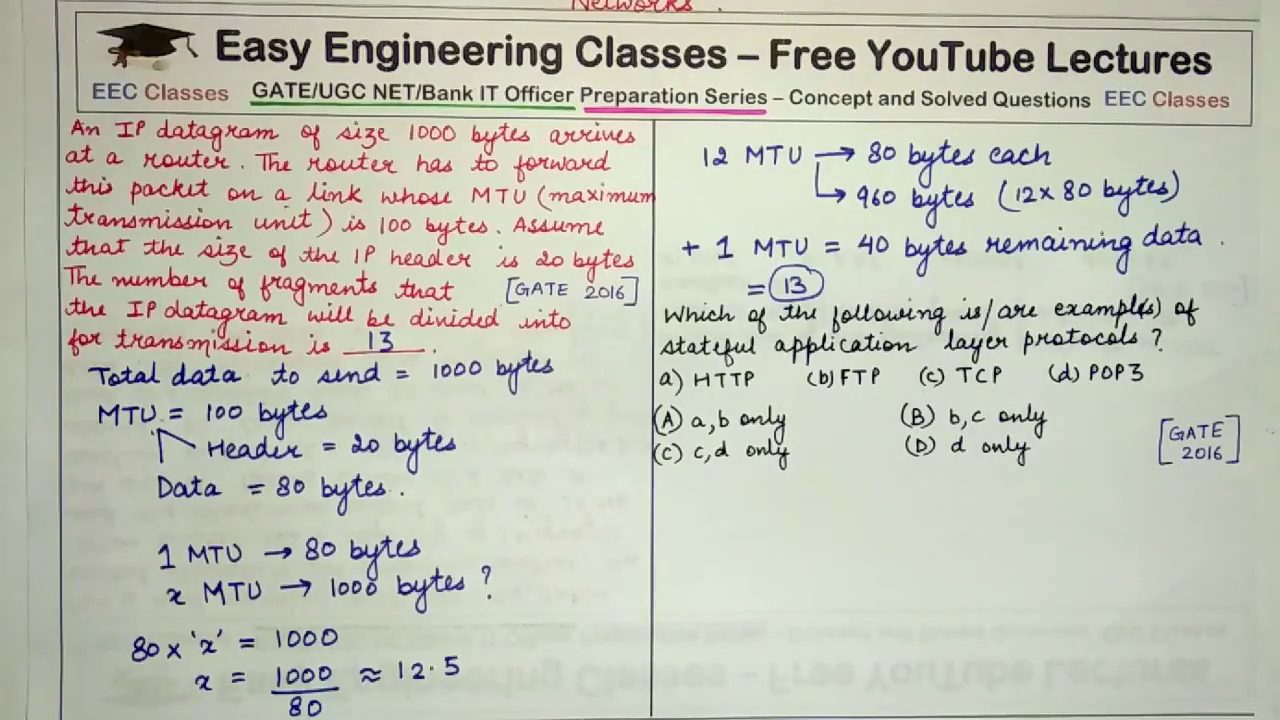 Networks.
Easy Engineering Classes – Free YouTube Lectures
EEC Classes GATE/UGC NET/Bank IT Officer Preparation Series – Concept and Solved Questions EEC Classes
An IP datagram of size 1000 bytes arrives
at a router. The router has to forward
this packet on a link whose MTU (maximum
transmission unit) is 100 bytes. Assume
that the size of the IP header is 20 bytes
The number of fragments that [GATE 2016]
the IP datagram will be divided into
for transmission is 13.
Total data to send = 1000 bytes
MTU = 100 bytes
Header = 20 bytes
Data = 80 bytes.
1 MTU → 80 bytes
x MTU → 1000 bytes ?
80 x 'x' = 1000
x = 1000 ≈ 12.5
80
12 MTU → 80 bytes each
↳ 960 bytes (12 x 80 bytes)
+ 1 MTU = 40 bytes remaining data.
= 13
Which of the following is/are example(s) of
stateful application layer protocols ?
a) HTTP (b) FTP (c) TCP (d) POP3
(A) a,b only (B) b,c only
(C) c,d only (D) d only
[GATE
2016]